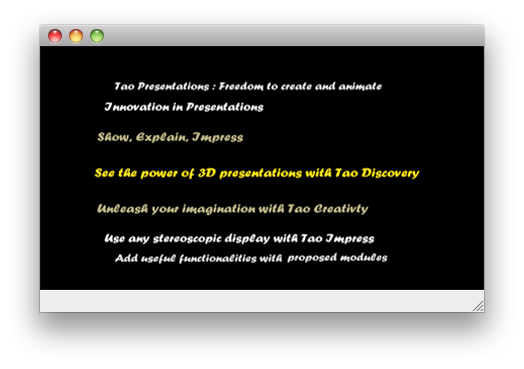 Tao Presentations : Freedom to create and animate
Innovation in Presentations
Show, Explain, Impress
See the power of 3D presentations with Tao Discovery
Unleash your imagination with Tao Creativty
Use any stereoscopic display with Tao Impress
Add useful functionalities with proposed modules